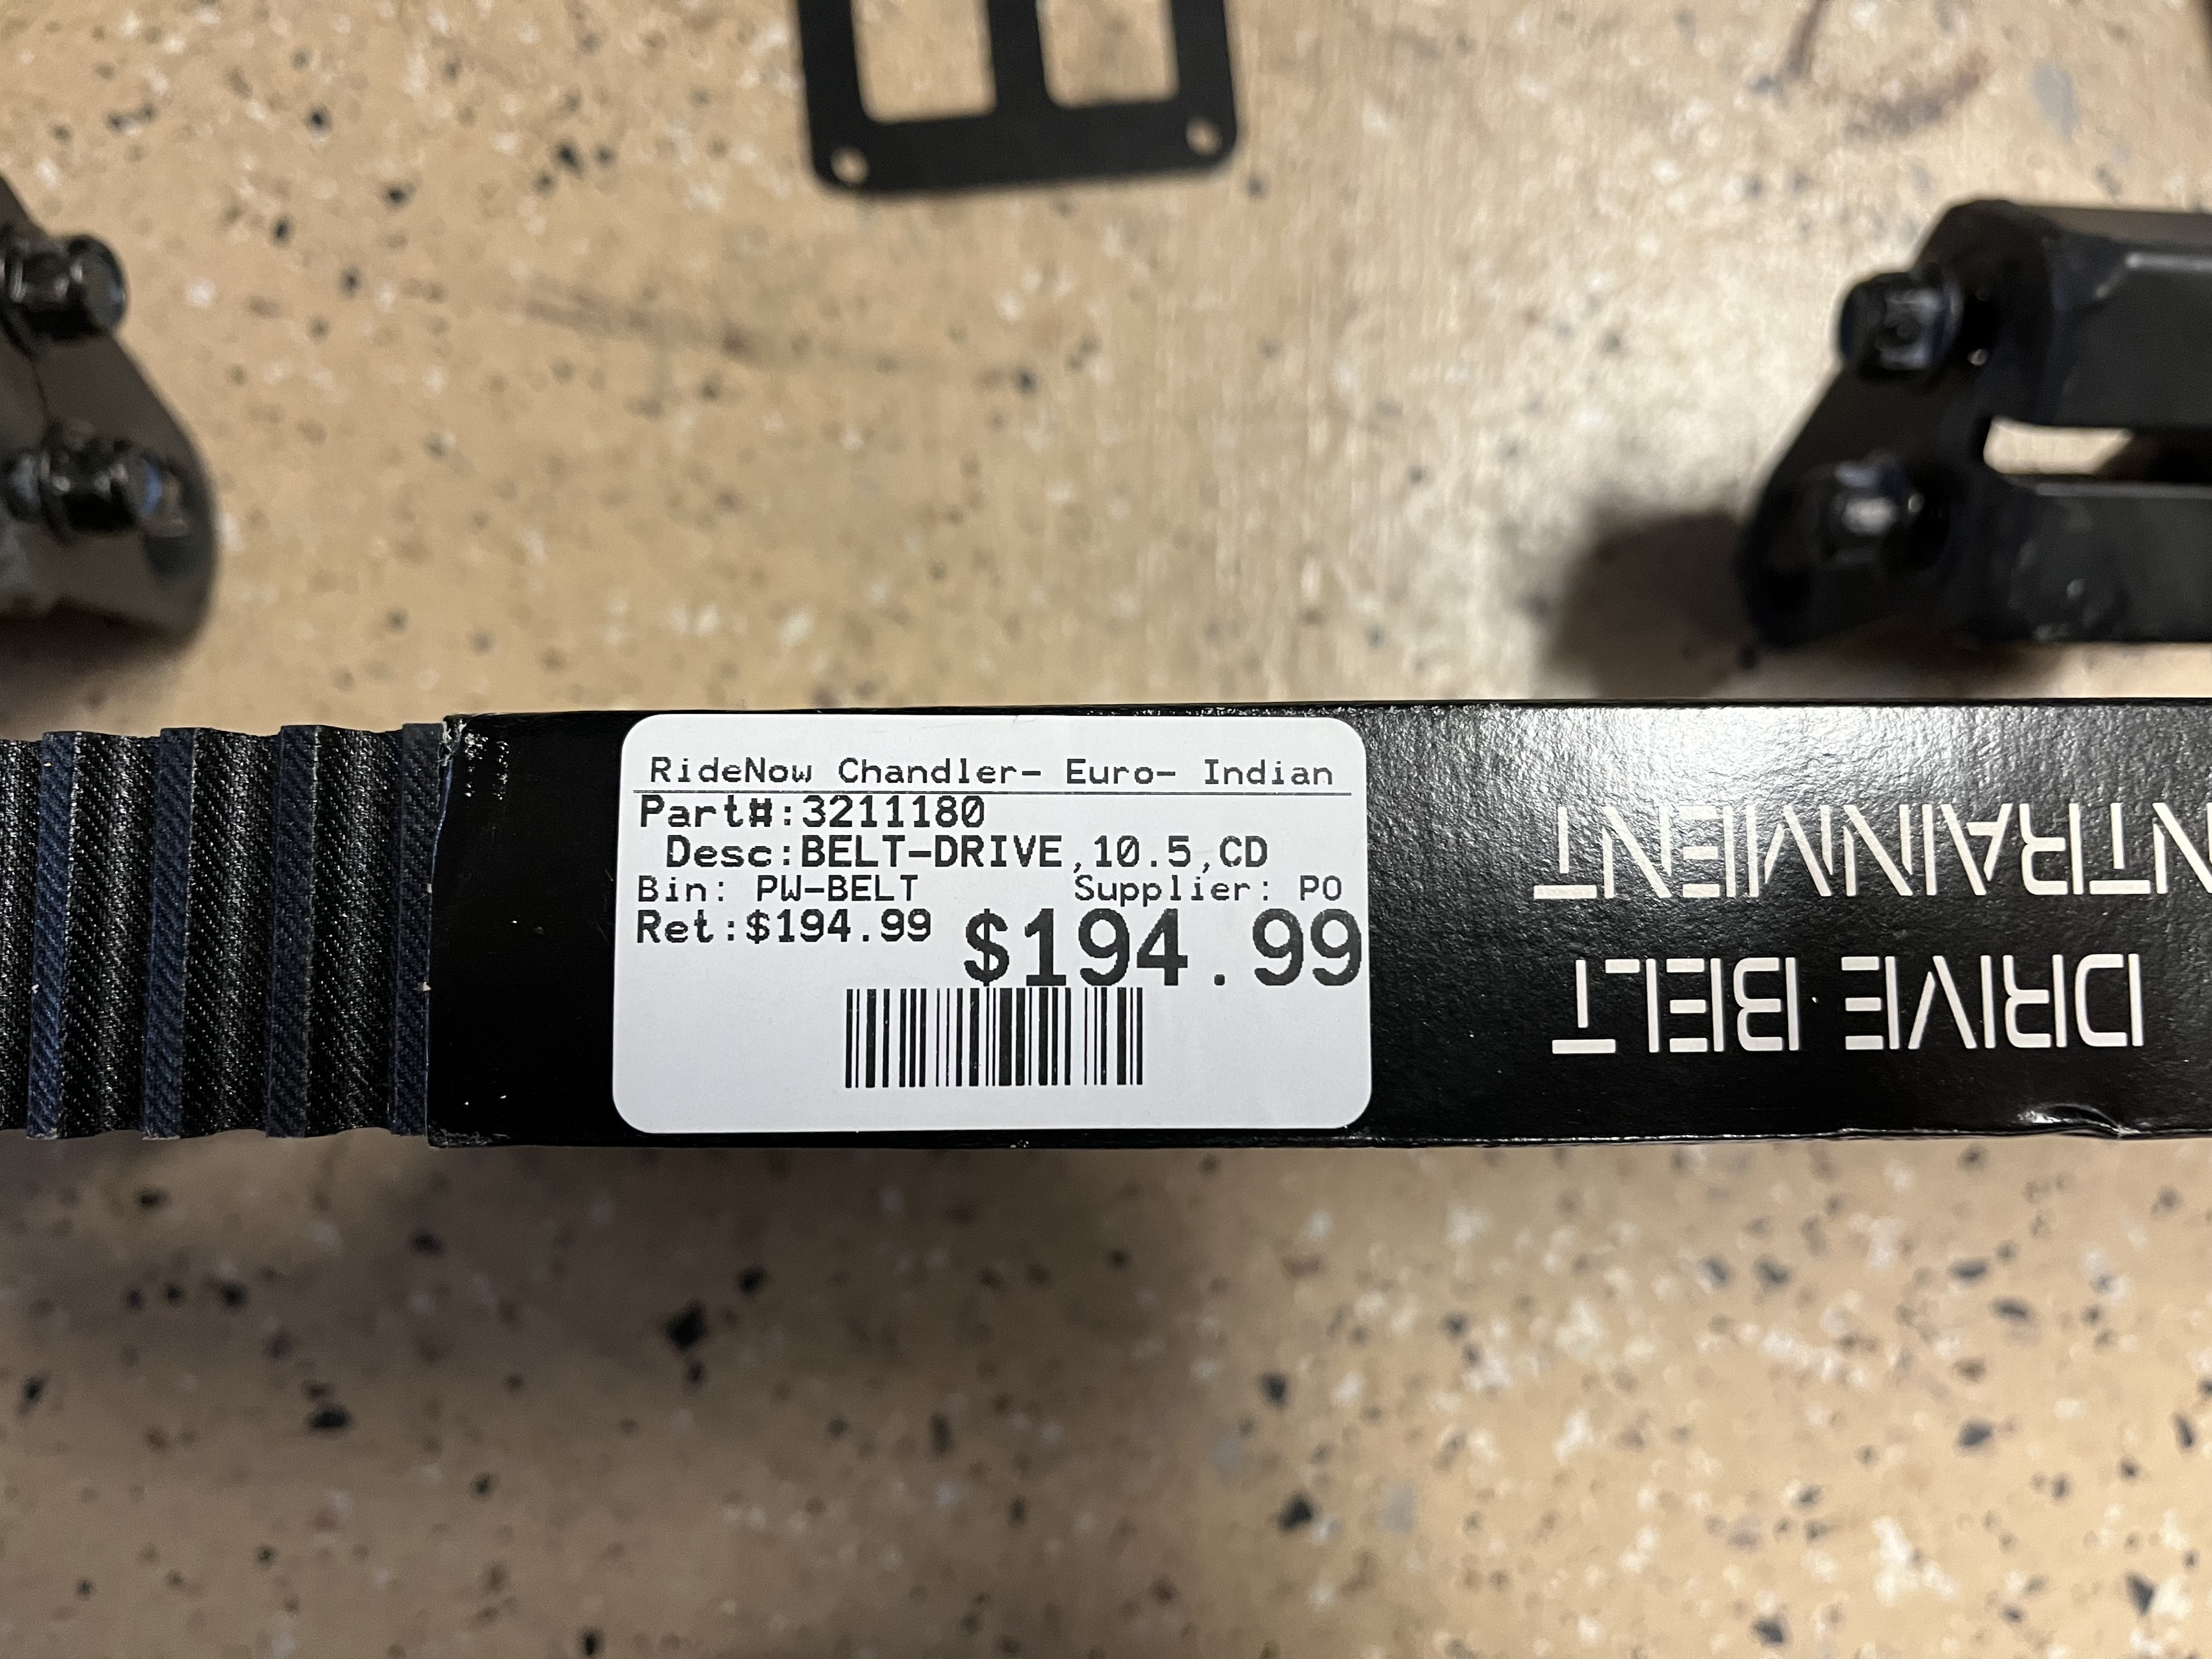 RideNow Chandler- Euro- Indian
Part#:3211180
Desc:BELT-DRIVE,10.5,CD
Bin: PW-BELT Supplier: PO
Ret:$194.99 $194.99
DRIVE BELT
NTRAINMENT